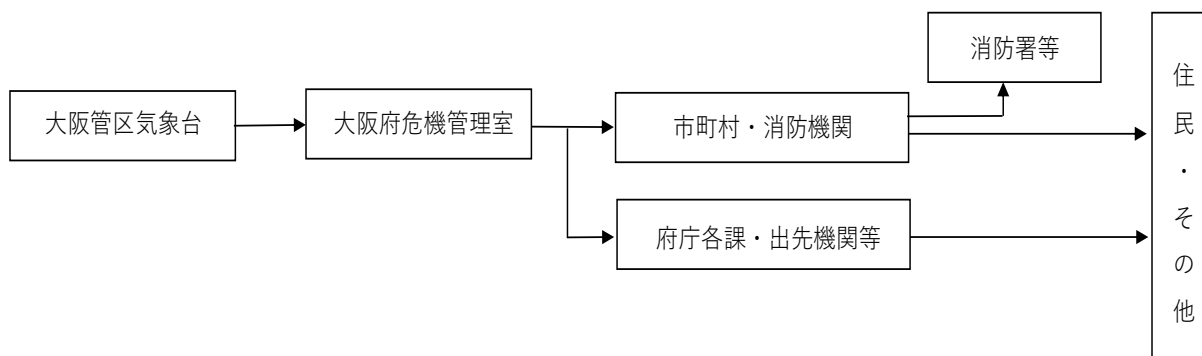 消防署等
大阪管区気象台
大阪府危機管理室
市町村・消防機関
府庁各課・出先機関等
住民・その他